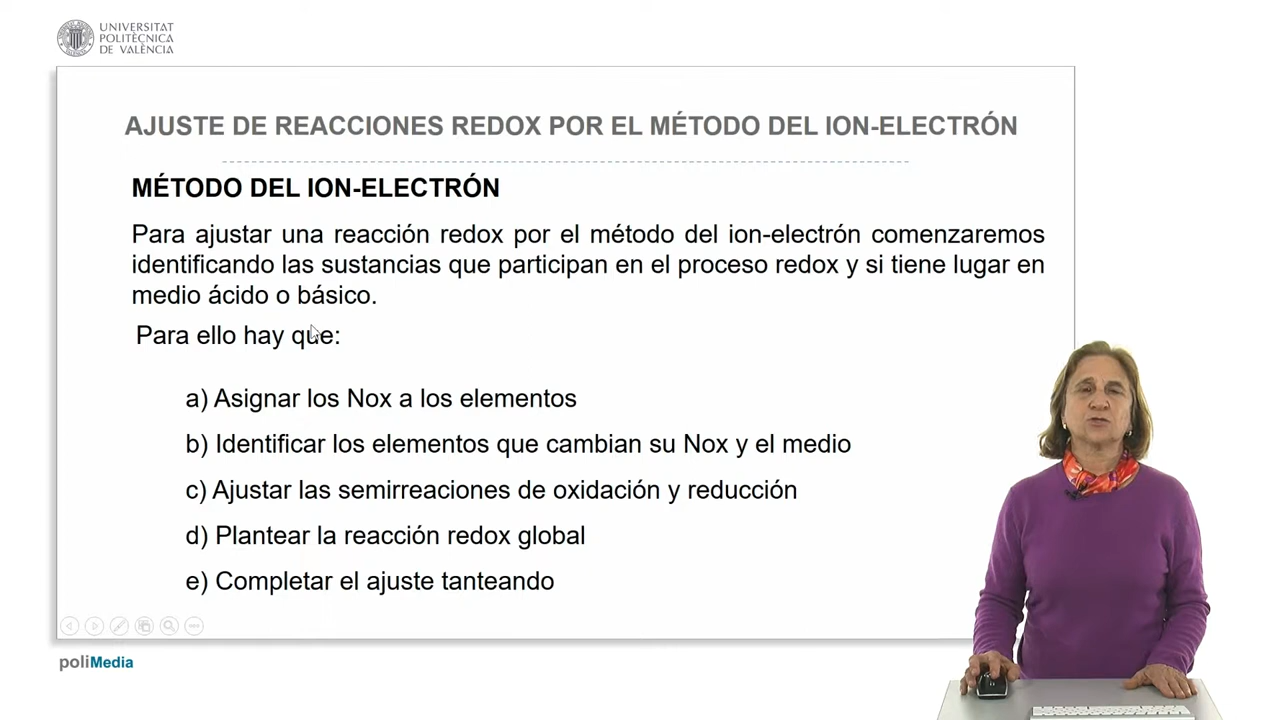 UNIVERSITAT
POLITÈCNICA
DE VALÈNCIA
AJUSTE DE REACCIONES REDOX POR EL MÉTODO DEL ION-ELECTRÓN
MÉTODO DEL ION-ELECTRÓN
Para ajustar una reacción redox por el método del ion-electrón comenzaremos
identificando las sustancias que participan en el proceso redox y si tiene lugar en
medio ácido o básico.
Para ello hay que:
a) Asignar los Nox a los elementos
b) Identificar los elementos que cambian su Nox y el medio
c) Ajustar las semirreaciones de oxidación y reducción
d) Plantear la reacción redox global
e) Completar el ajuste tanteando
poliMedia